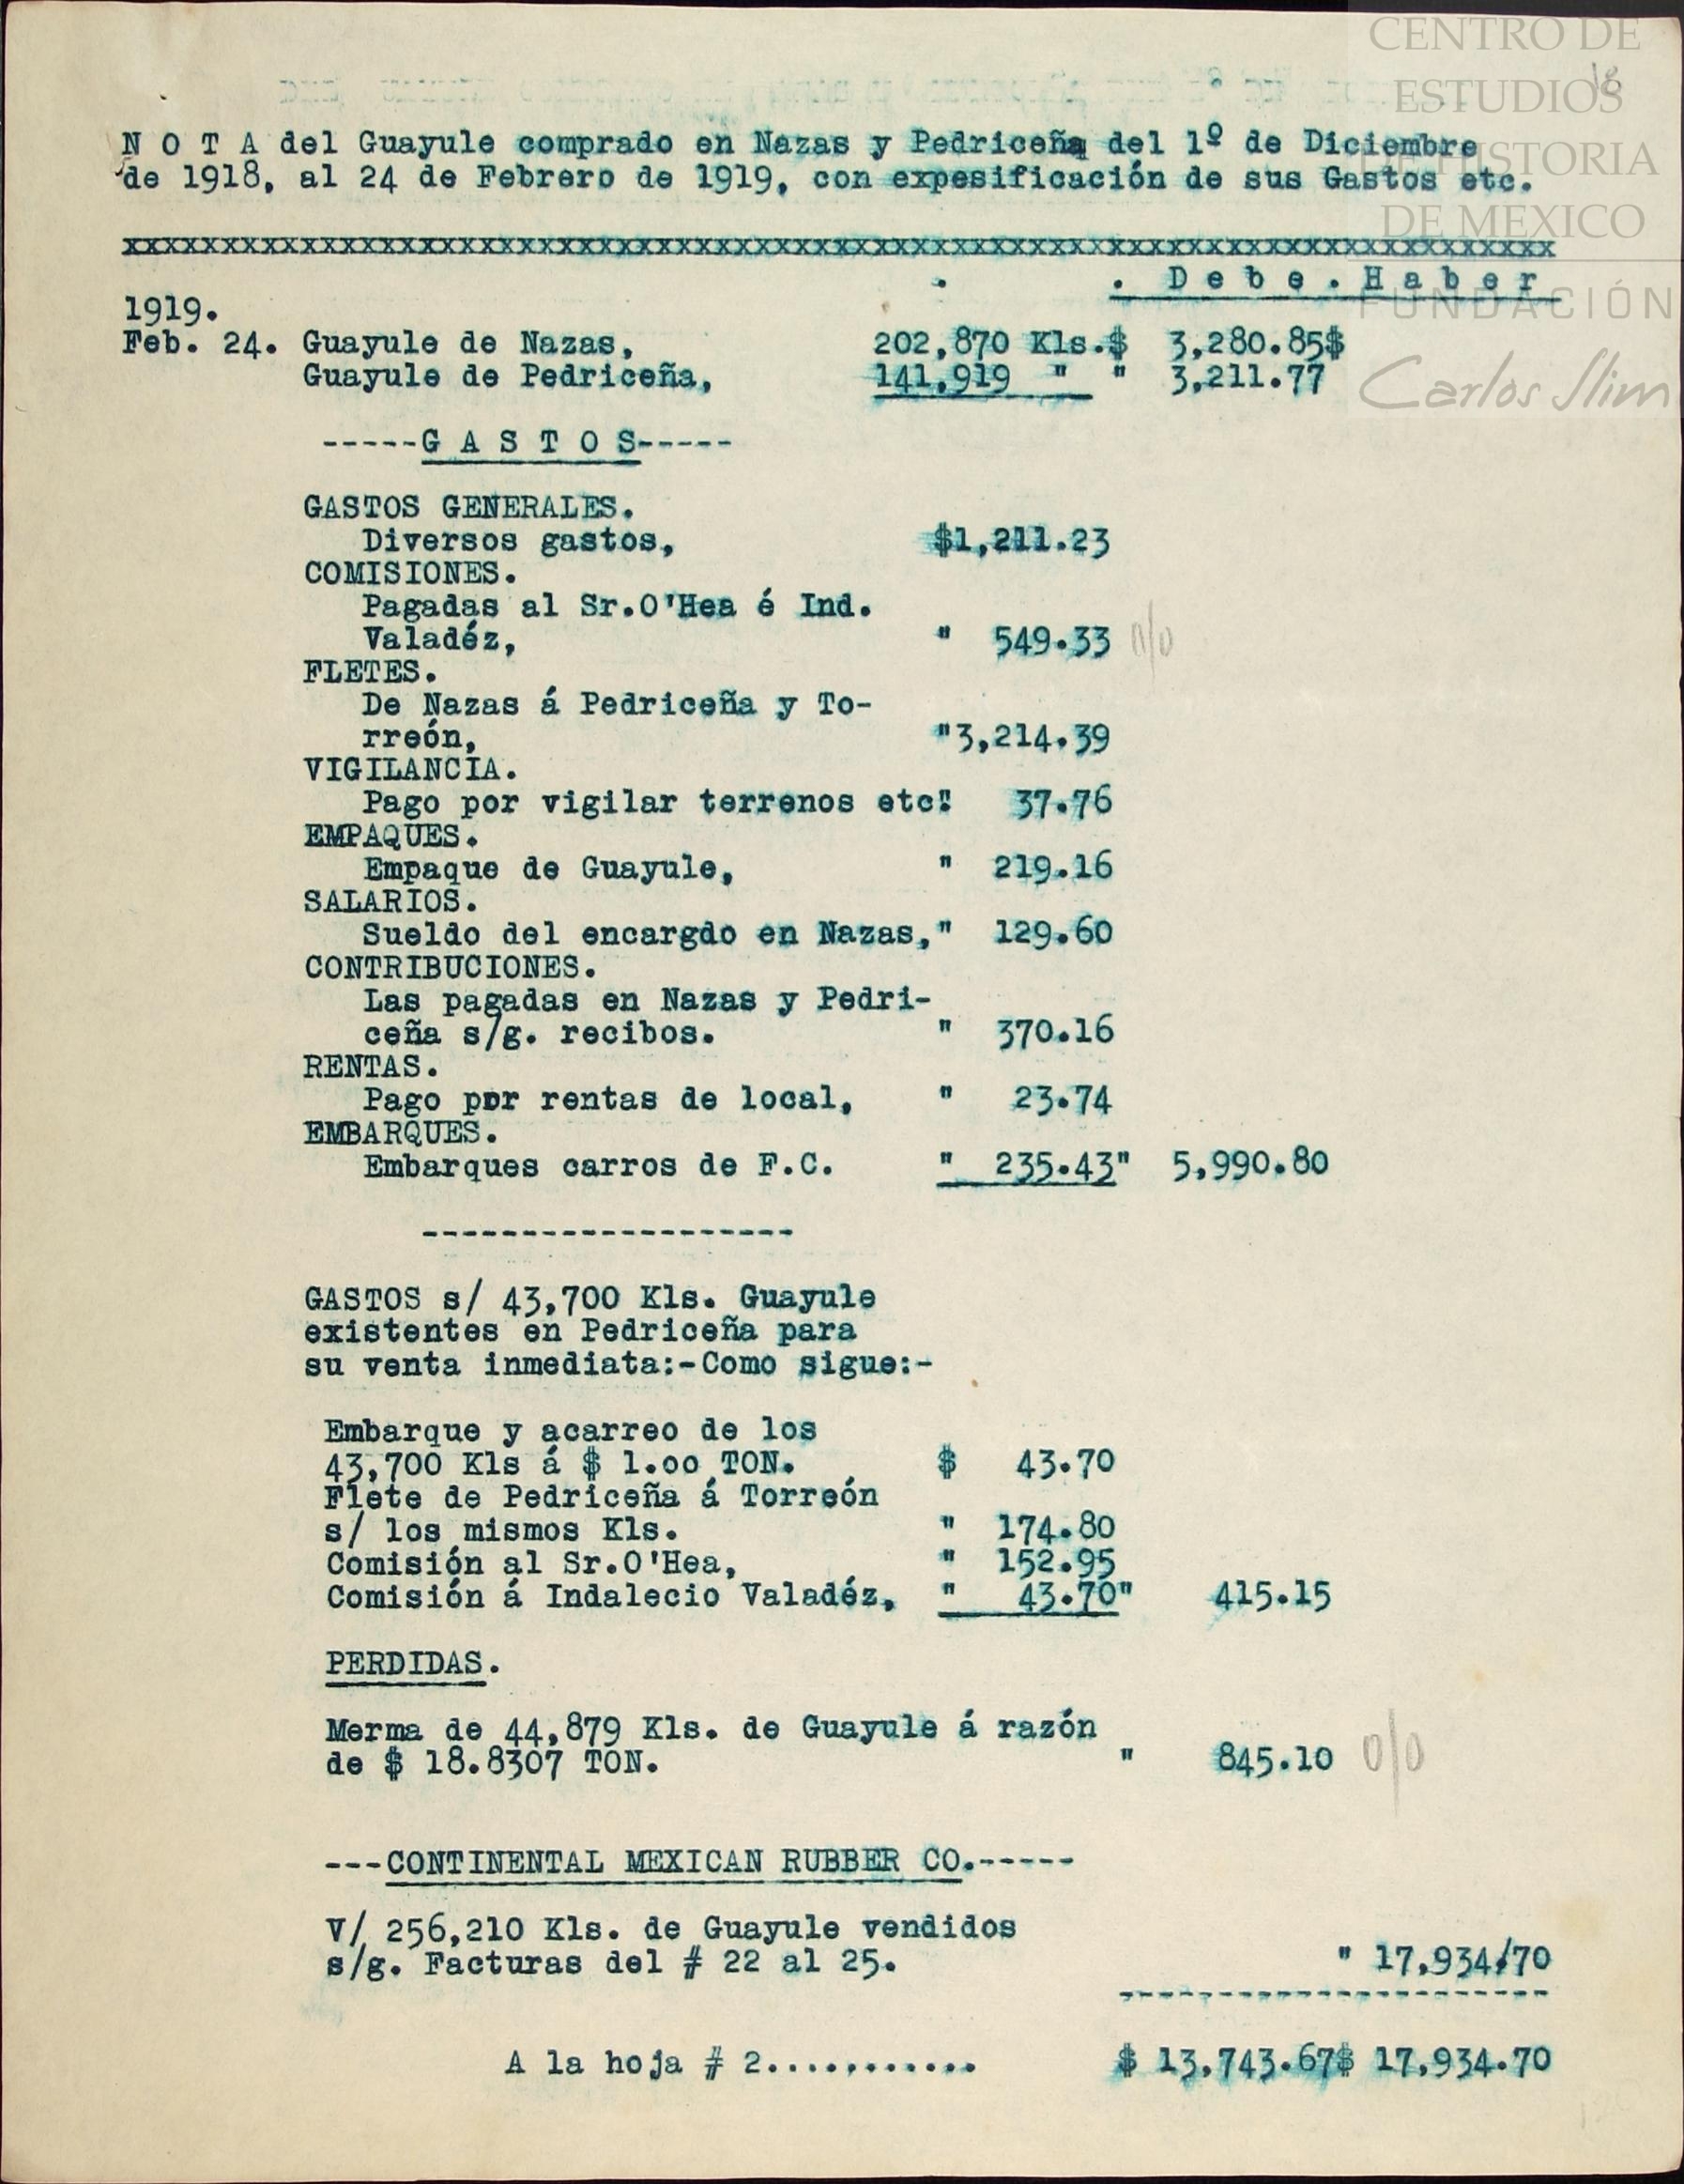 CENTRO DE
ESTUDIOS
DE HISTORIA
DE MEXICO
FUNDACIÓN
Carlos Slim
18
N O T A del Guayule comprado en Nazas y Pedriceña del 1º de Diciembre
de 1918, al 24 de Febrero de 1919, con expesificación de sus Gastos etc.
xxxxxxxxxxxxxxxxxxxxxxxxxxxxxxxxxxxxxxxxxxxxxxxxxxxxxxxxxxxxxxxxxxxxxxxxx
. . D e b e . H a b e r
1919.
Feb. 24. Guayule de Nazas, 202,870 Kls.$ 3,280.85$
Guayule de Pedriceña, 141,919 " " 3,211.77
-----G A S T O S-----
GASTOS GENERALES.
Diversos gastos, $1,211.23
COMISIONES.
Pagadas al Sr.O'Hea é Ind.
Valadéz, " 549.33 0/0
FLETES.
De Nazas á Pedriceña y To-
rreón, "3,214.39
VIGILANCIA.
Pago por vigilar terrenos etc." 37.76
EMPAQUES.
Empaque de Guayule, " 219.16
SALARIOS.
Sueldo del encargdo en Nazas," 129.60
CONTRIBUCIONES.
Las pagadas en Nazas y Pedri-
ceña s/g. recibos. " 370.16
RENTAS.
Pago por rentas de local, " 23.74
EMBARQUES.
Embarques carros de F.C. " 235.43" 5,990.80
-------------------
GASTOS s/ 43,700 Kls. Guayule
existentes en Pedriceña para
su venta inmediata:-Como sigue:-
Embarque y acarreo de los
43,700 Kls á $ 1.oo TON. $ 43.70
Flete de Pedriceña á Torreón
s/ los mismos Kls. " 174.80
Comisión al Sr.O'Hea, " 152.95
Comisión á Indalecio Valadéz, " 43.70" 415.15
PERDIDAS.
Merma de 44,879 Kls. de Guayule á razón
de $ 18.8307 TON. " 845.10 0/0
---CONTINENTAL MEXICAN RUBBER CO.-----
V/ 256,210 Kls. de Guayule vendidos
s/g. Facturas del # 22 al 25. " 17,934/70
----------------------
A la hoja # 2........... $ 13,743.67$ 17,934.70